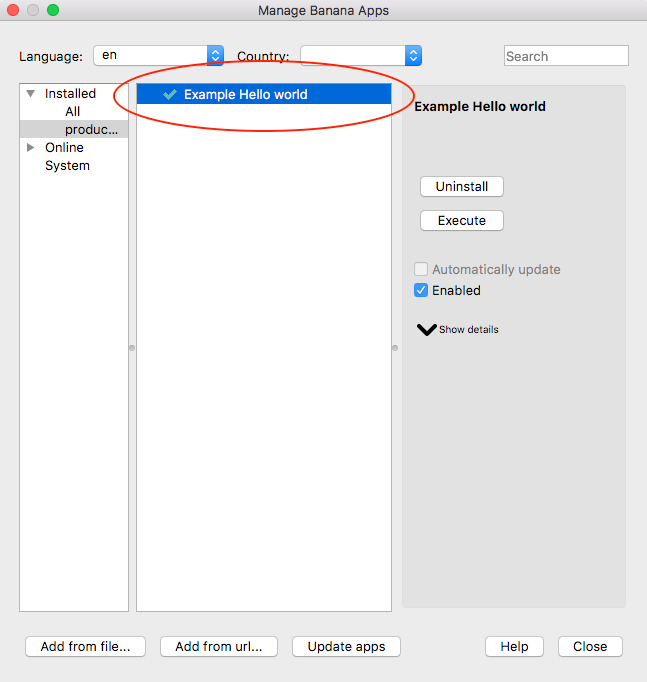 Manage Banana Apps
Language: en Country: Search
Installed
All
produc...
Online
System
Example Hello world
Example Hello world
Uninstall
Execute
Automatically update
Enabled
Show details
Add from file... Add from url... Update apps Help Close